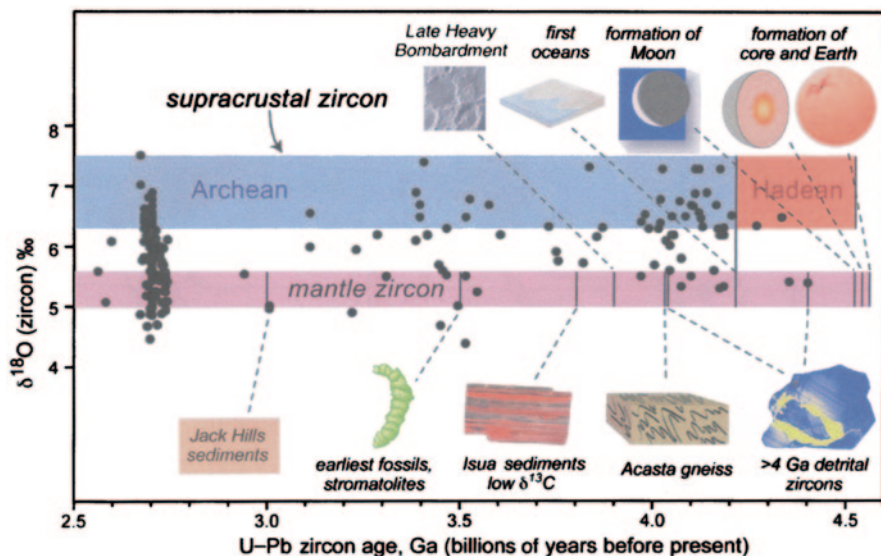 Late Heavy
Bombardment
first
oceans
formation of
Moon
formation of
core and Earth
supracrustal zircon
8
7
6
5
4
δ¹⁸O (zircon) ‰
Archean
Hadean
mantle zircon
Jack Hills
sediments
earliest fossils,
stromatolites
Isua sediments
low δ¹³C
Acasta gneiss
>4 Ga detrital
zircons
2.5
3.0
3.5
4.0
4.5
U–Pb zircon age, Ga (billions of years before present)